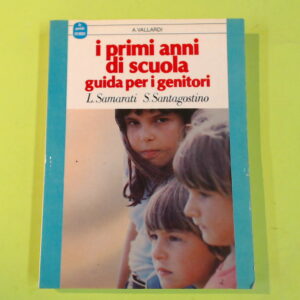 A. VALLARDI
i primi anni
di scuola
guida per i genitori
L. Samarati S. Santagostino